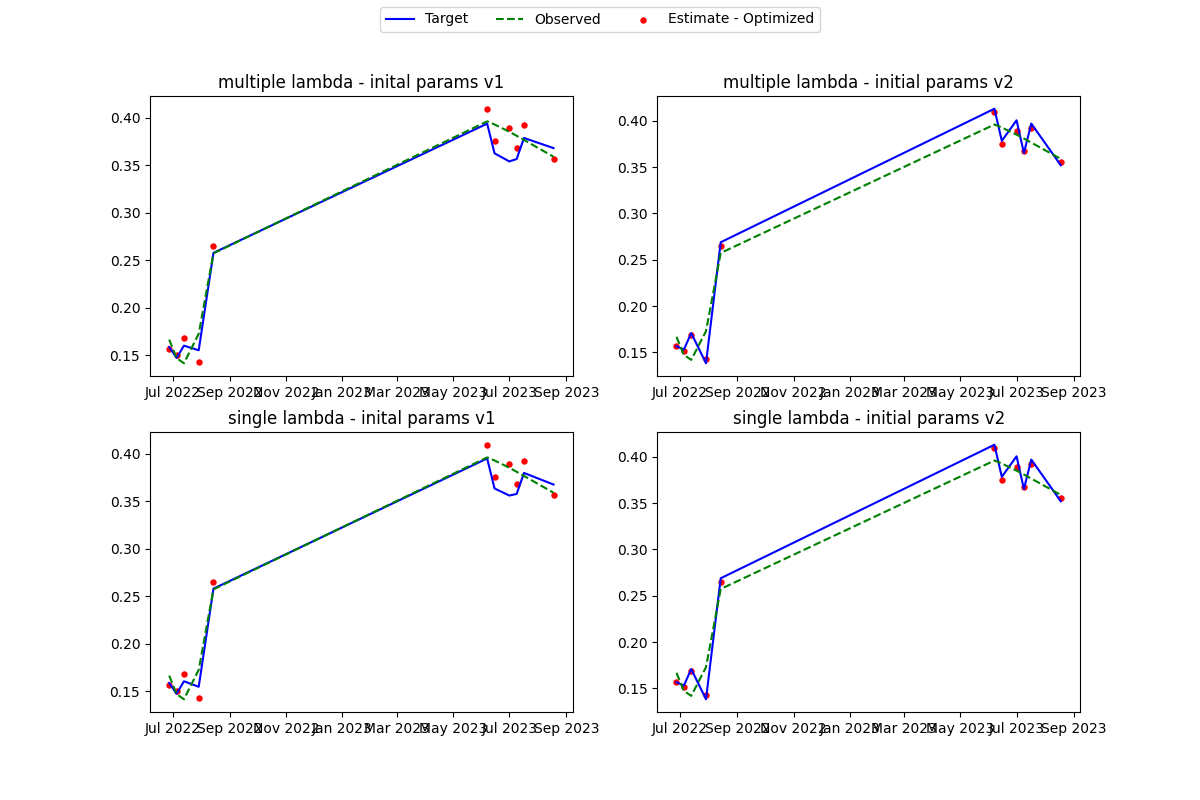 Target Observed Estimate - Optimized
multiple lambda - inital params v1
multiple lambda - initial params v2
0.40
0.35
0.30
0.25
0.20
0.15
Jul 2022 Sep 2022 Nov 2022 Jan 2023 Mar 2023 May 2023 Jul 2023 Sep 2023
0.40
0.35
0.30
0.25
0.20
0.15
Jul 2022 Sep 2022 Nov 2022 Jan 2023 Mar 2023 May 2023 Jul 2023 Sep 2023
single lambda - inital params v1
single lambda - initial params v2
0.40
0.35
0.30
0.25
0.20
0.15
Jul 2022 Sep 2022 Nov 2022 Jan 2023 Mar 2023 May 2023 Jul 2023 Sep 2023
0.40
0.35
0.30
0.25
0.20
0.15
Jul 2022 Sep 2022 Nov 2022 Jan 2023 Mar 2023 May 2023 Jul 2023 Sep 2023